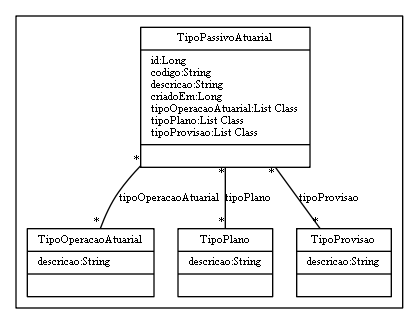 TipoPassivoAtuarial
id:Long
codigo:String
descricao:String
criadoEm:Long
tipoOperacaoAtuarial:List Class
tipoPlano:List Class
tipoProvisao:List Class
* * *
tipoOperacaoAtuarial tipoPlano tipoProvisao
* * *
TipoOperacaoAtuarial TipoPlano TipoProvisao
descricao:String descricao:String descricao:String